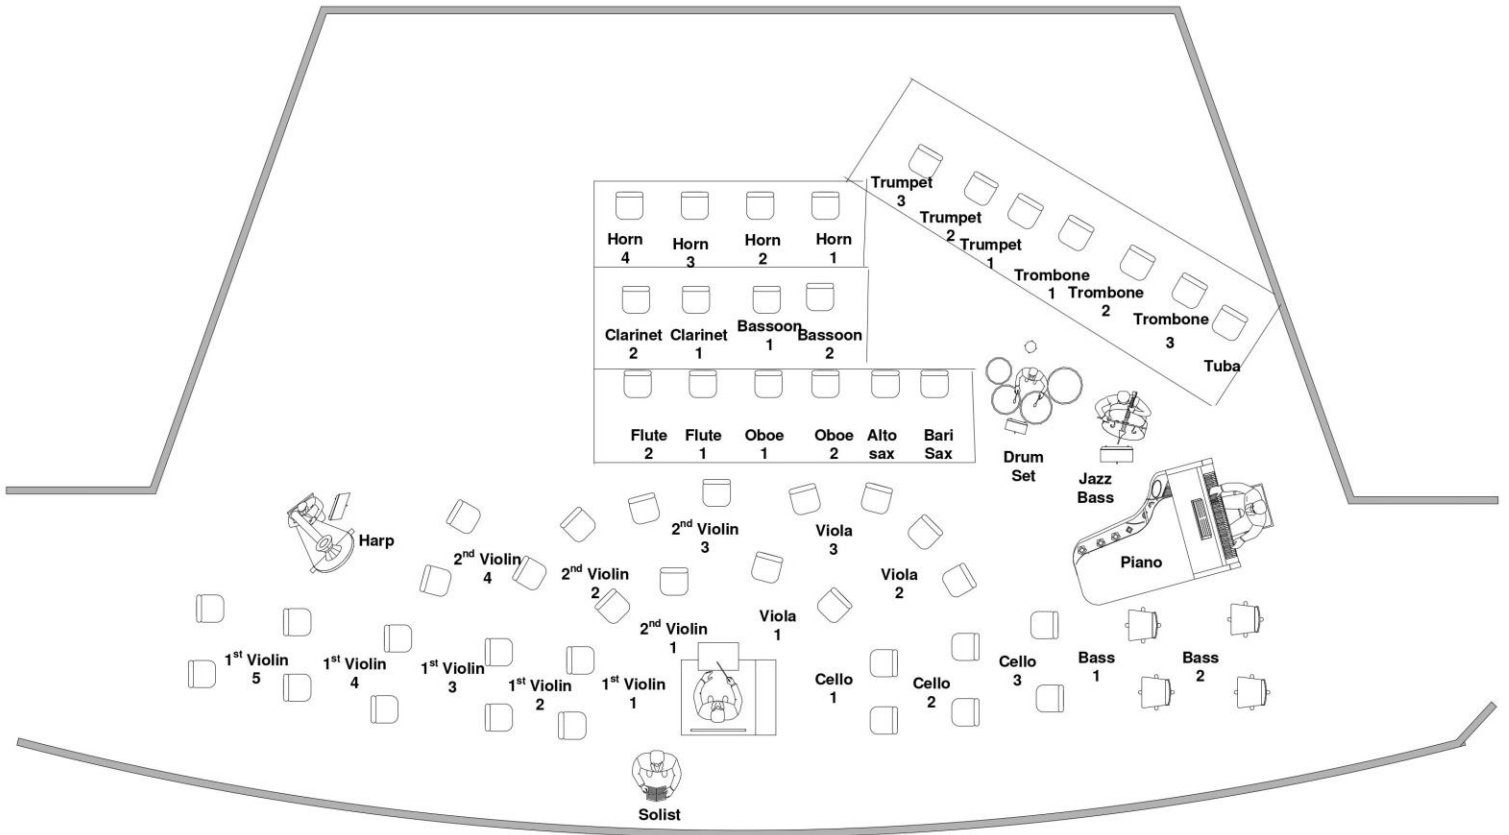 Trumpet
3
Trumpet
2
Trumpet
1
Trombone
1
Trombone
2
Trombone
3
Tuba
Horn
4
Horn
3
Horn
2
Horn
1
Clarinet
2
Clarinet
1
Bassoon
1
Bassoon
2
Flute
2
Flute
1
Oboe
1
Oboe
2
Alto
sax
Bari
Sax
Drum
Set
Jazz
Bass
Harp
2nd Violin
4
2nd Violin
2
2nd Violin
3
2nd Violin
1
Viola
3
Viola
2
Viola
1
Piano
1st Violin
5
1st Violin
4
1st Violin
3
1st Violin
2
1st Violin
1
Cello
1
Cello
2
Cello
3
Bass
1
Bass
2
Solist